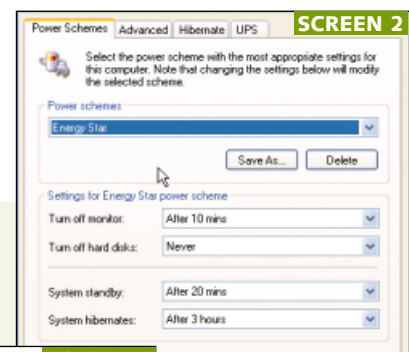 SCREEN 2
Power Schemes Advanced Hibernate UPS
Select the power scheme with the most appropriate settings for
this computer. Note that changing the settings below will modify
the selected scheme.
Power schemes
Energy Star
Save As... Delete
Settings for Energy Star power scheme
Turn off monitor: After 10 mins
Turn off hard disks: Never
System standby: After 20 mins
System hibernates: After 3 hours